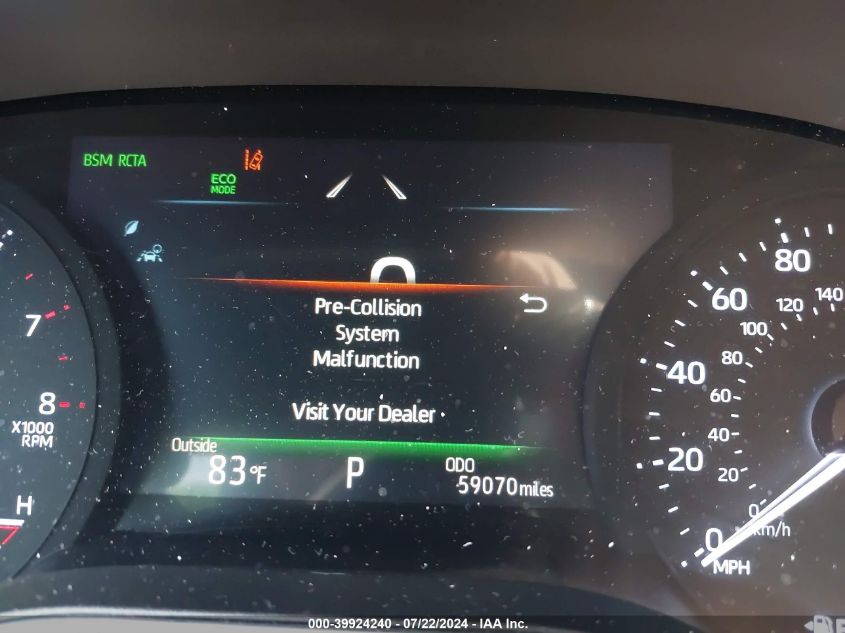 BSM RCTA
ECO
MODE
Pre-Collision
System
Malfunction
Visit Your Dealer
Outside
83°F
P
ODO
59070 miles
7
8
X1000
RPM
H
80
60
40
20
0
MPH
140
120
100
80
60
40
20
0
km/h
000-39924240 - 07/22/2024 - IAA Inc.